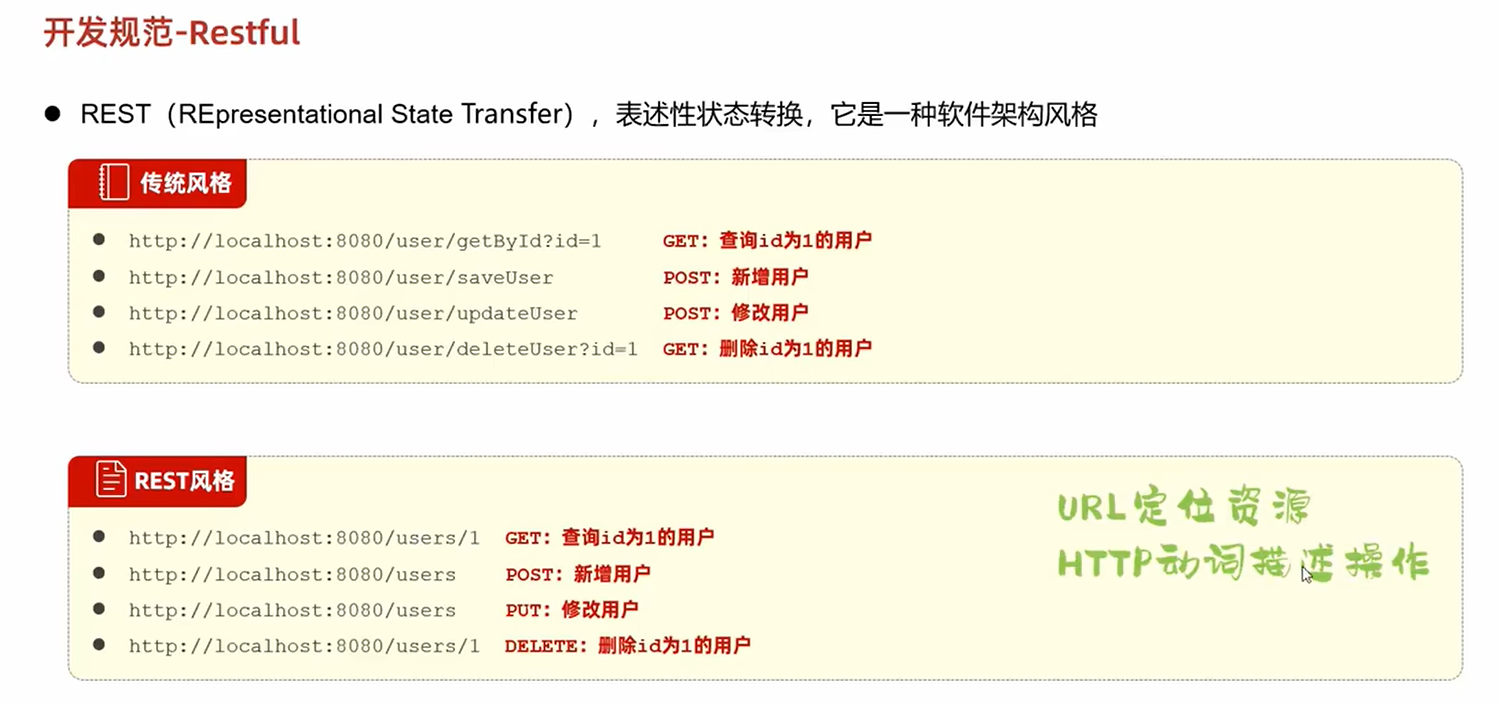 开发规范-Restful
● REST（REpresentational State Transfer），表述性状态转换，它是一种软件架构风格
传统风格
● http://localhost:8080/user/getById?id=1 GET：查询id为1的用户
● http://localhost:8080/user/saveUser POST：新增用户
● http://localhost:8080/user/updateUser POST：修改用户
● http://localhost:8080/user/deleteUser?id=1 GET：删除id为1的用户
REST风格
URL定位资源
HTTP动词描述操作
● http://localhost:8080/users/1 GET：查询id为1的用户
● http://localhost:8080/users POST：新增用户
● http://localhost:8080/users PUT：修改用户
● http://localhost:8080/users/1 DELETE：删除id为1的用户